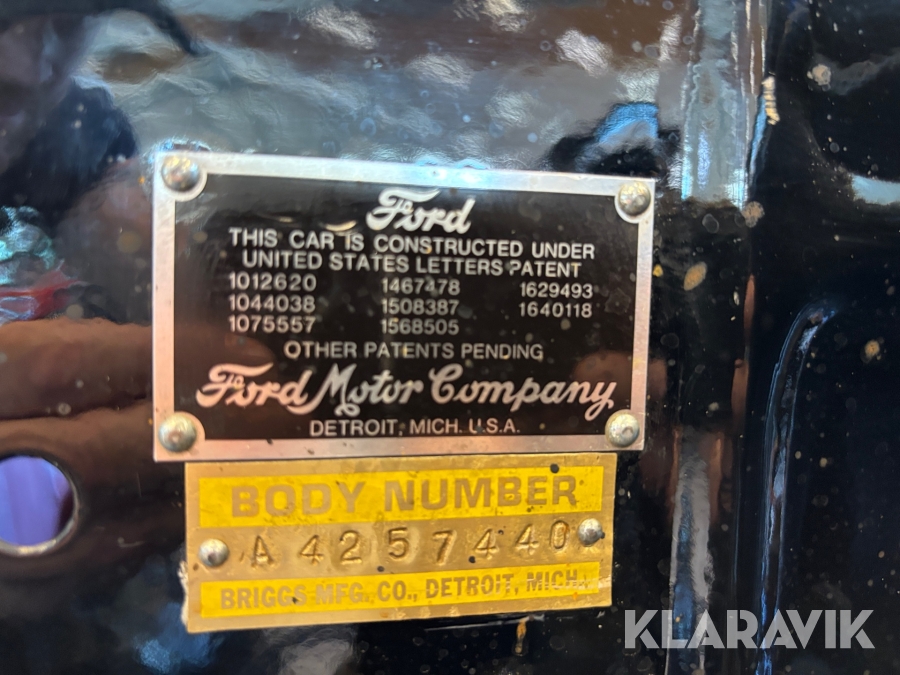 Ford
THIS CAR IS CONSTRUCTED UNDER
UNITED STATES LETTERS PATENT
1012620 1467478 1629493
1044038 1508387 1640118
1075557 1568505
OTHER PATENTS PENDING
Ford Motor Company
DETROIT, MICH. U.S.A.
BODY NUMBER
A 4257440
BRIGGS MFG. CO., DETROIT, MICH.
KLARAVIK